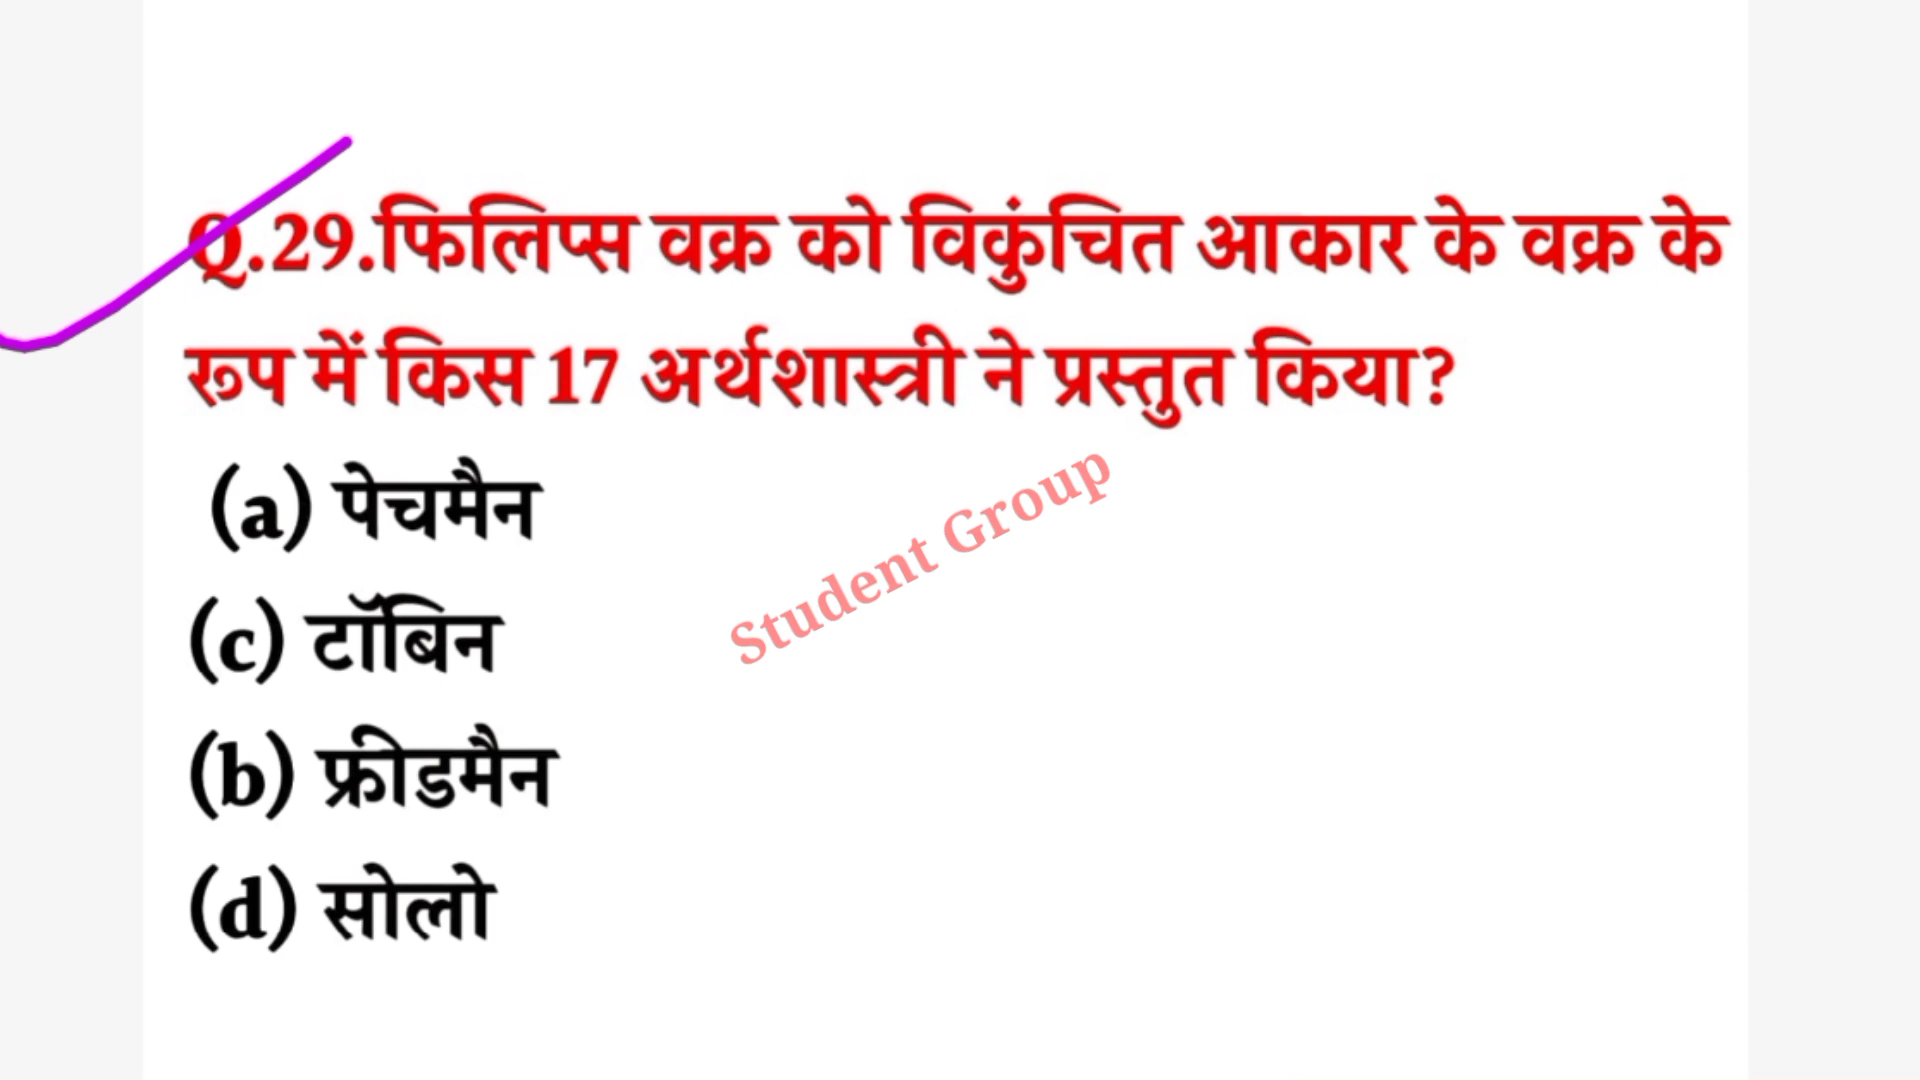 Q.29.फिलिप्स वक्र को विकुंचित आकार के वक्र के
रूप में किस 17 अर्थशास्त्री ने प्रस्तुत किया?
(a) पेचमैन
(c) टॉबिन
(b) फ्रीडमैन
(d) सोलो
Student Group